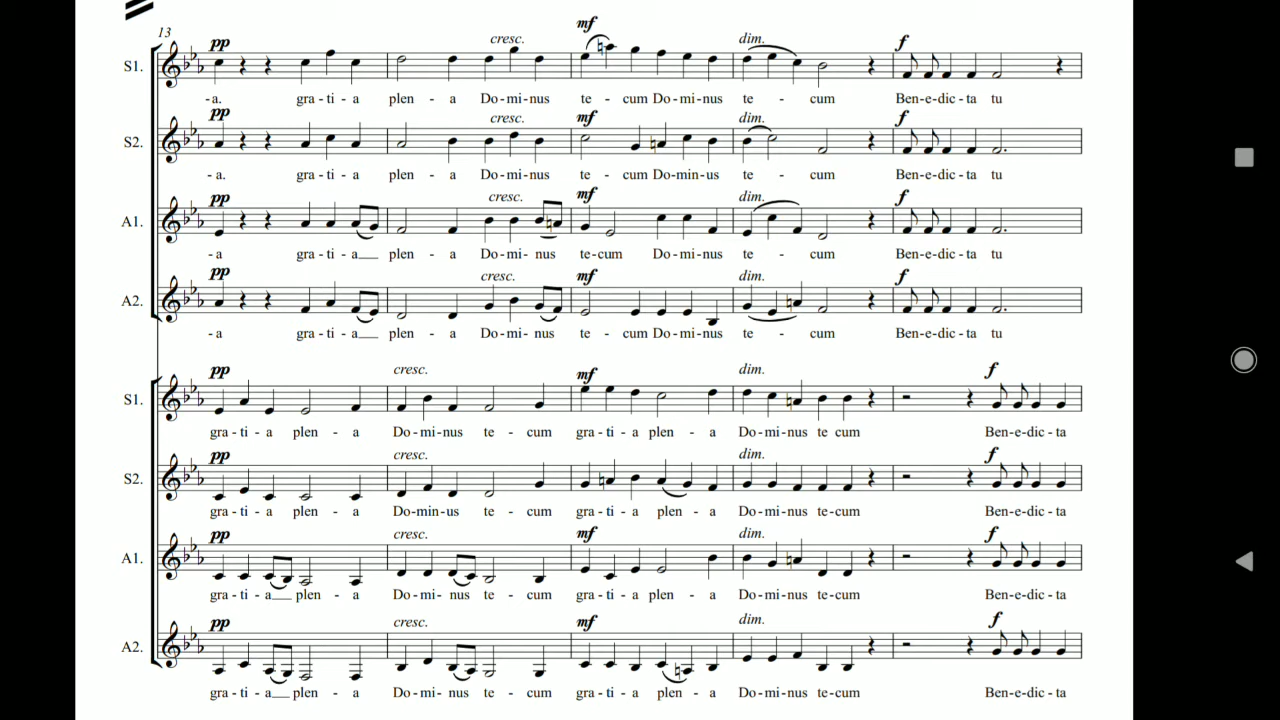 13
pp cresc. mf dim. f
S1.
-a. gra - ti - a plen - a Do - mi - nus te - cum Do - mi - nus te - cum Ben - e - dic - ta tu
pp cresc. mf dim. f
S2.
- a. gra - ti - a plen - a Do - mi - nus te - cum Do - min - us te - cum Ben - e - dic - ta tu
pp cresc. mf dim. f
A1.
- a gra - ti - a plen - a Do - mi - nus te - cum Do - mi - nus te - cum Ben - e - dic - ta tu
pp cresc. mf dim. f
A2.
- a gra - ti - a plen - a Do - mi - nus te - cum Do - mi - nus te - cum Ben - e - dic - ta tu
pp cresc. mf dim. f
S1.
gra - ti - a plen - a Do - mi - nus te - cum gra - ti - a plen - a Do - mi - nus te cum Ben - e - dic - ta
pp cresc. dim. f
S2.
gra - ti - a plen - a Do - min - us te - cum gra - ti - a plen - a Do - mi - nus te - cum Ben - e - dic - ta
pp cresc. mf dim. f
A1.
gra - ti - a plen - a Do - mi - nus te - cum gra - ti - a plen - a Do - mi - nus te - cum Ben - e - dic - ta
pp cresc. mf dim. f
A2.
gra - ti - a plen - a Do - mi - nus te - cum gra - ti - a plen - a Do - mi - nus te - cum Ben - e - dic - ta